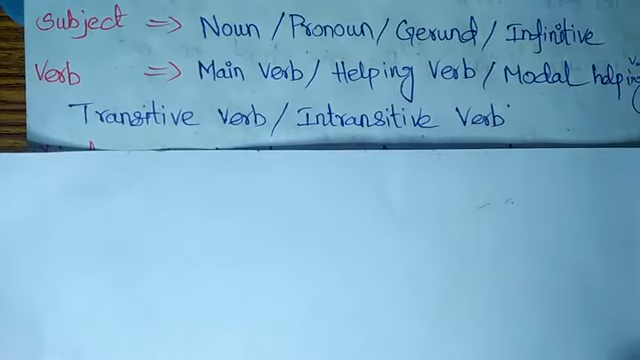 Subject => Noun / Pronoun / Gerund / Infinitive
Verb => Main Verb / Helping Verb / Modal helping
Transitive Verb / Intransitive Verb